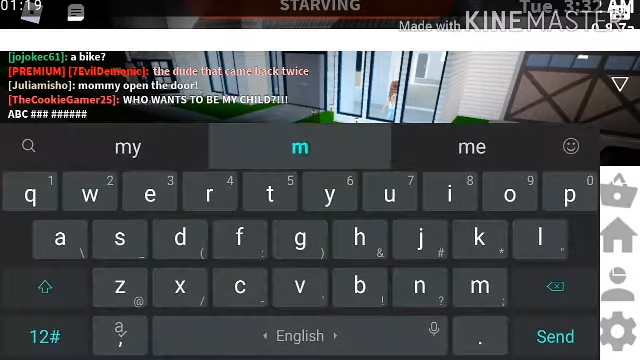 01:19
STARVING
Tue. 3:32 AM
Made with KINEMASTER
[jojokec61]: a bike?
[PREMIUM] [7EvilDemonic]: the dude that came back twice
[Juliamisho]: mommy open the door!
[TheCookieGamer25]: WHO WANTS TO BE MY CHILD?!!!
ABC ### ######
my m me
1 2 3 4 5 6 7 8 9 0
q w e r t y u i o p
a s d f g h j k l
\ _ ( : ) & # * "
z x c v b n m
@ / - ' ! ? ;
12# a , English . Send